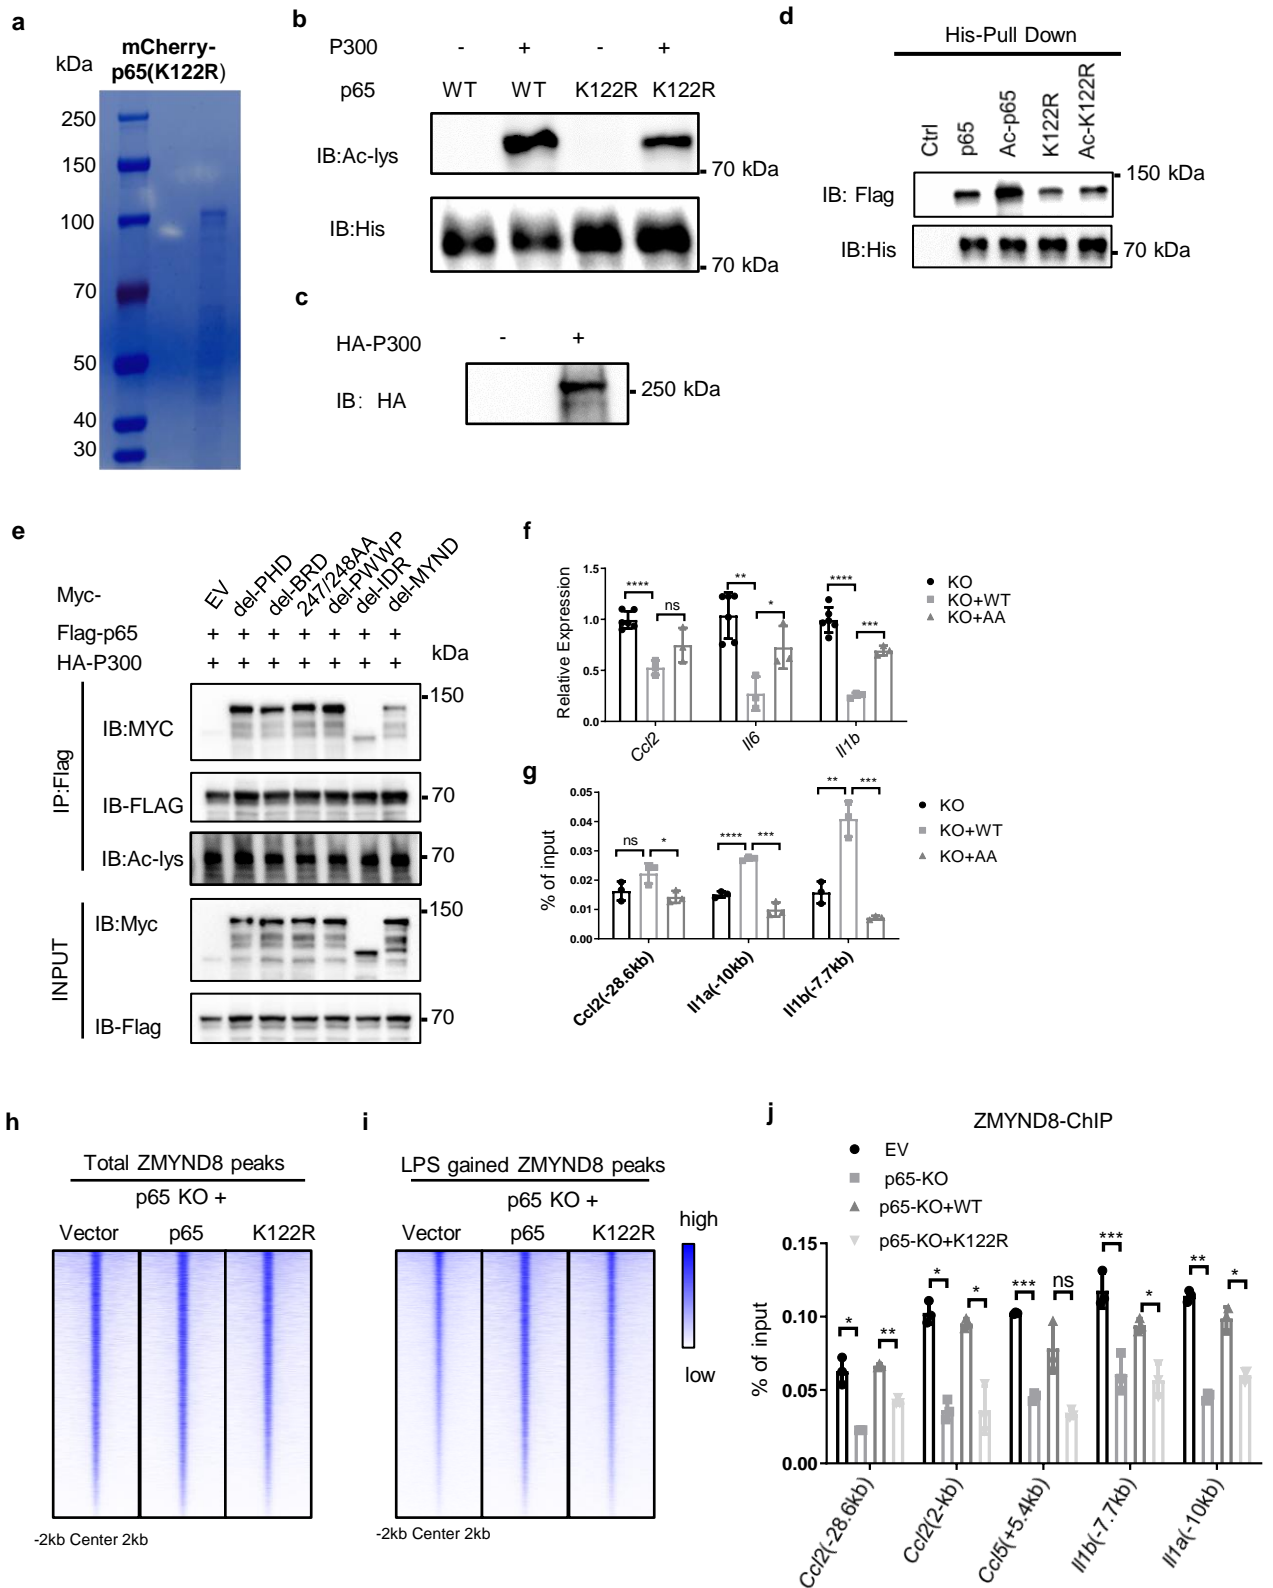 a
mCherry-
p65(K122R)
kDa
250
150
100
70
50
40
30
b
P300 - + - +
p65 WT WT K122R K122R
IB:Ac-lys
70 kDa
IB:His
70 kDa
c
HA-P300 - +
IB: HA
250 kDa
d
His-Pull Down
Ctrl p65 Ac-p65 K122R Ac-K122R
150 kDa
IB: Flag
IB:His
70 kDa
e
Myc- EV del-PHD del-BRD 247/248AA del-PWWP del-IDR del-MYND
Flag-p65 + + + + + + +
HA-P300 + + + + + + +
kDa
IP:Flag
IB:MYC
150
IB-FLAG
70
IB:Ac-lys
70
INPUT
IB:Myc
150
IB-Flag
70
f
Relative Expression
1.5
1.0
0.5
0.0
**** ns ** * **** ***
Ccl2 Il6 Il1b
KO
KO+WT
KO+AA
g
% of input
0.05
0.04
0.03
0.02
0.01
0.00
ns * **** *** ** ***
Ccl2(-28.6kb) Il1a(-10kb) Il1b(-7.7kb)
KO
KO+WT
KO+AA
h
Total ZMYND8 peaks
p65 KO +
Vector p65 K122R
-2kb Center 2kb
i
LPS gained ZMYND8 peaks
p65 KO +
Vector p65 K122R
-2kb Center 2kb
high
low
j
ZMYND8-ChIP
EV
p65-KO
p65-KO+WT
p65-KO+K122R
% of input
0.15
0.10
0.05
0.00
* ** * * *** ns *** * ** *
Ccl2(-28.6kb) Ccl2(2-kb) Ccl5(+5.4kb) Il1b(-7.7kb) Il1a(-10kb)